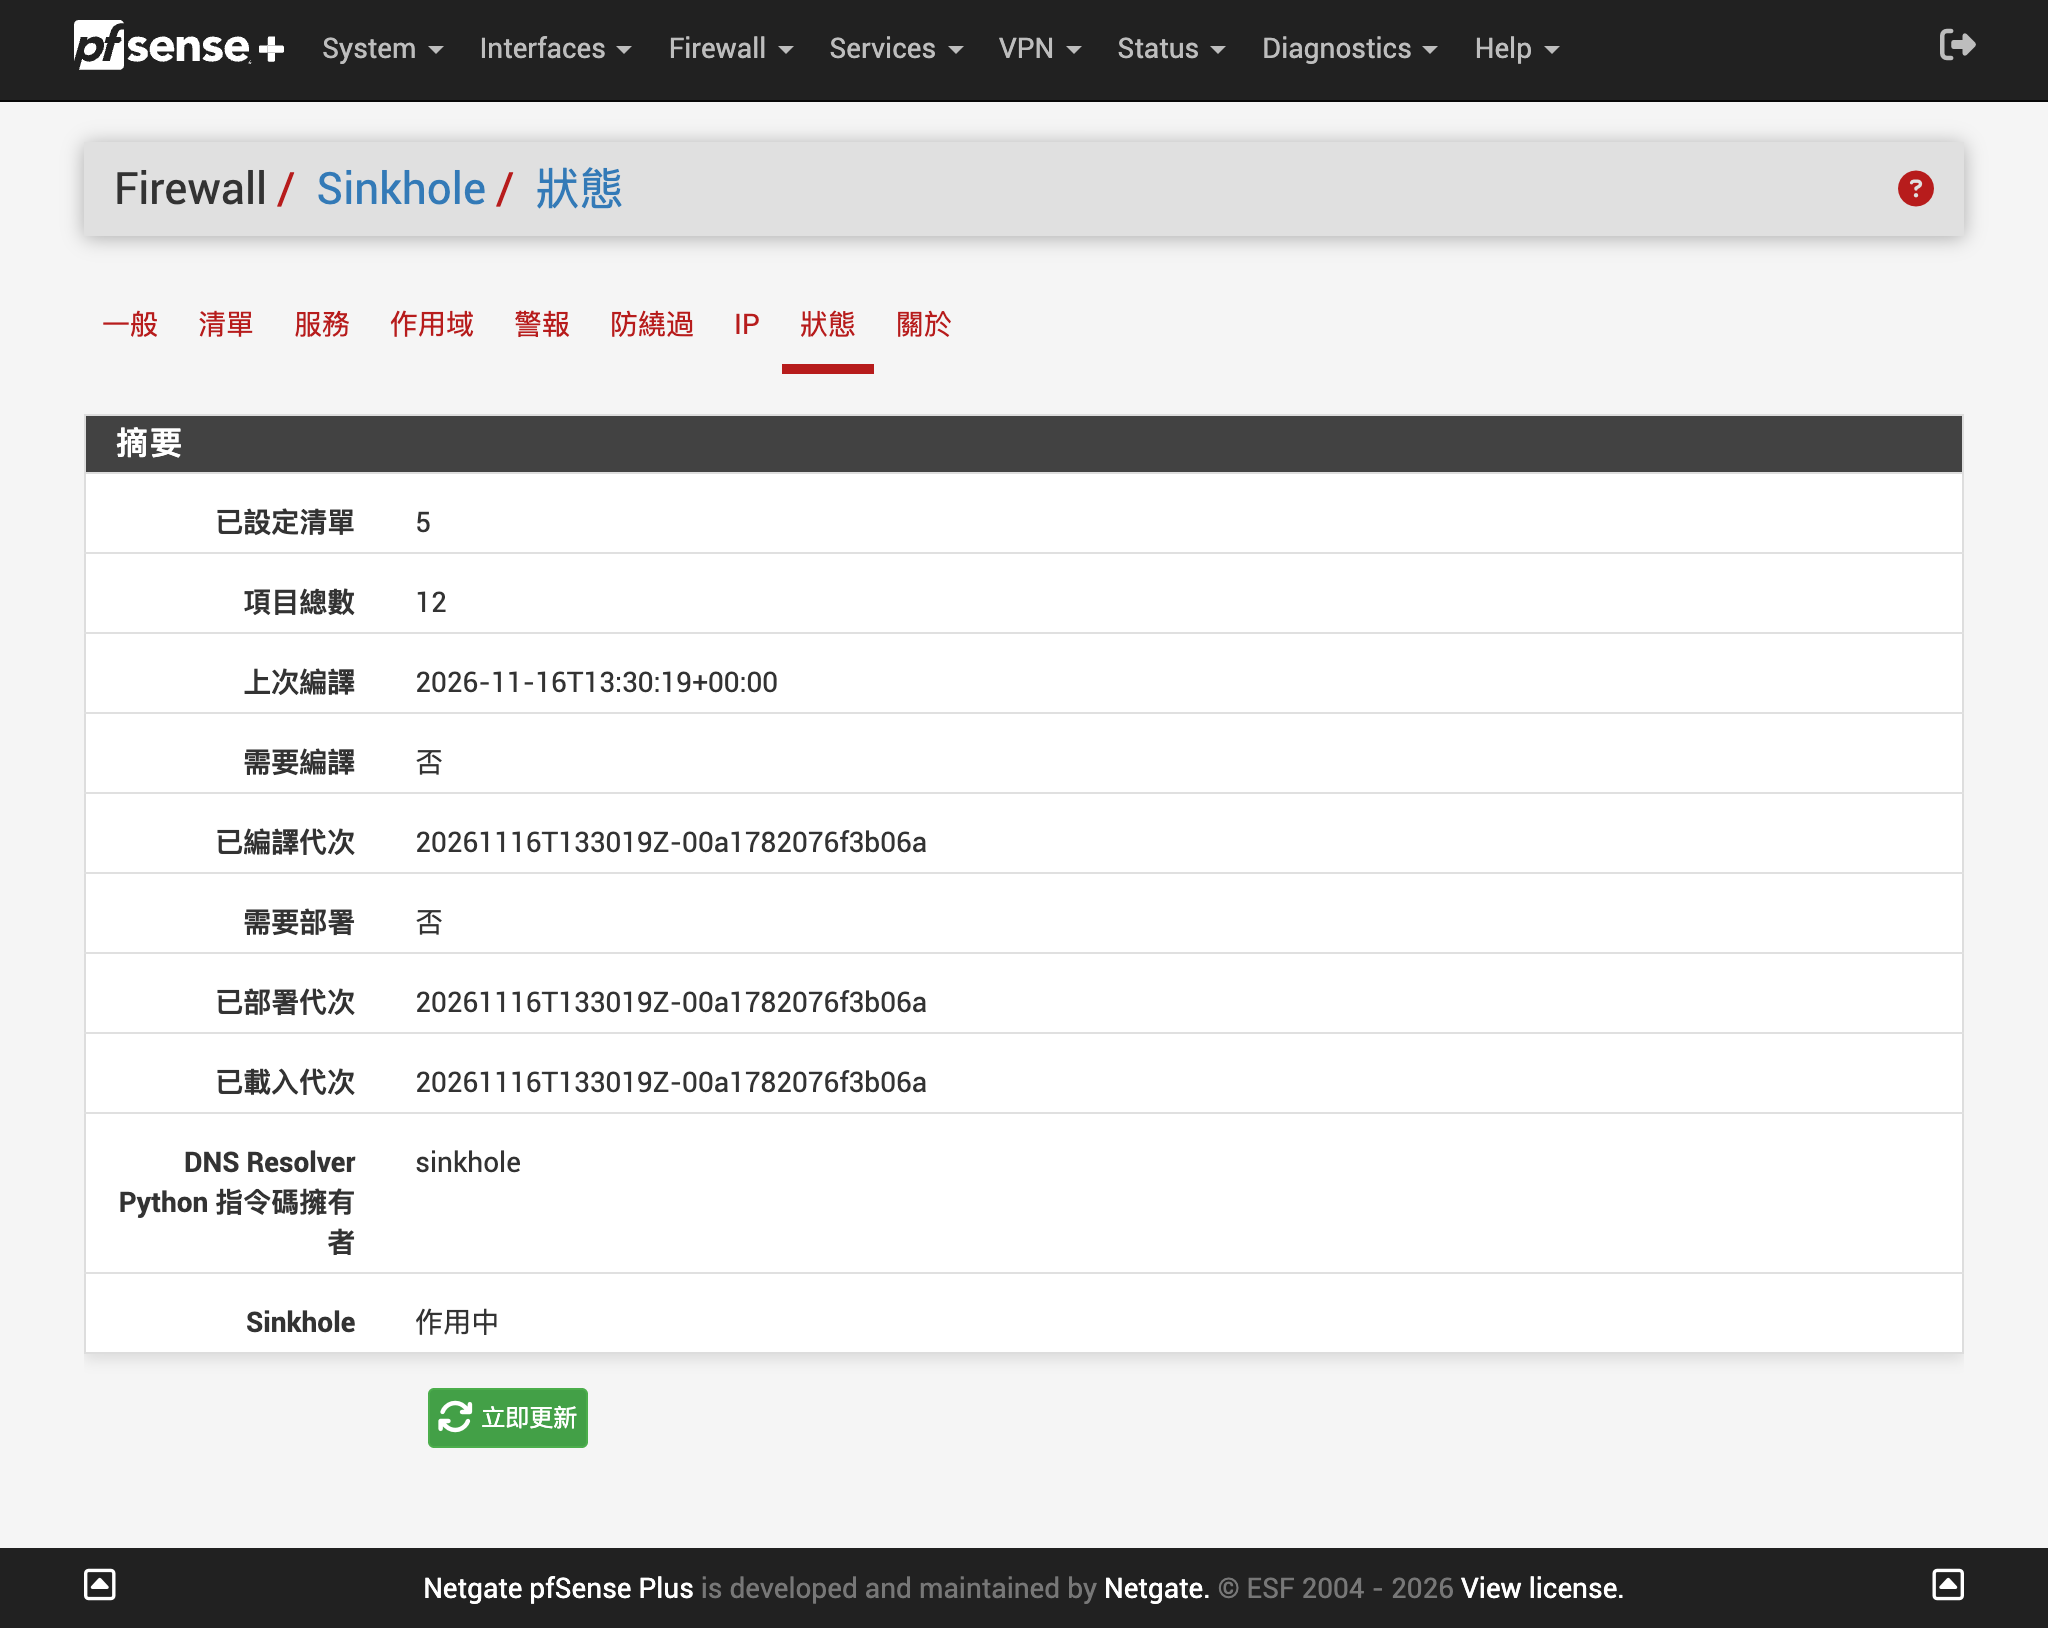 pfsense+ System Interfaces Firewall Services VPN Status Diagnostics Help
Firewall / Sinkhole / 狀態
一般 清單 服務 作用域 警報 防繞過 IP 狀態 關於
摘要
已設定清單 5
項目總數 12
上次編譯 2026-11-16T13:30:19+00:00
需要編譯 否
已編譯代次 20261116T133019Z-00a1782076f3b06a
需要部署 否
已部署代次 20261116T133019Z-00a1782076f3b06a
已載入代次 20261116T133019Z-00a1782076f3b06a
DNS Resolver sinkhole
Python 指令碼擁有
者
Sinkhole 作用中
立即更新
Netgate pfSense Plus is developed and maintained by Netgate. © ESF 2004 - 2026 View license.